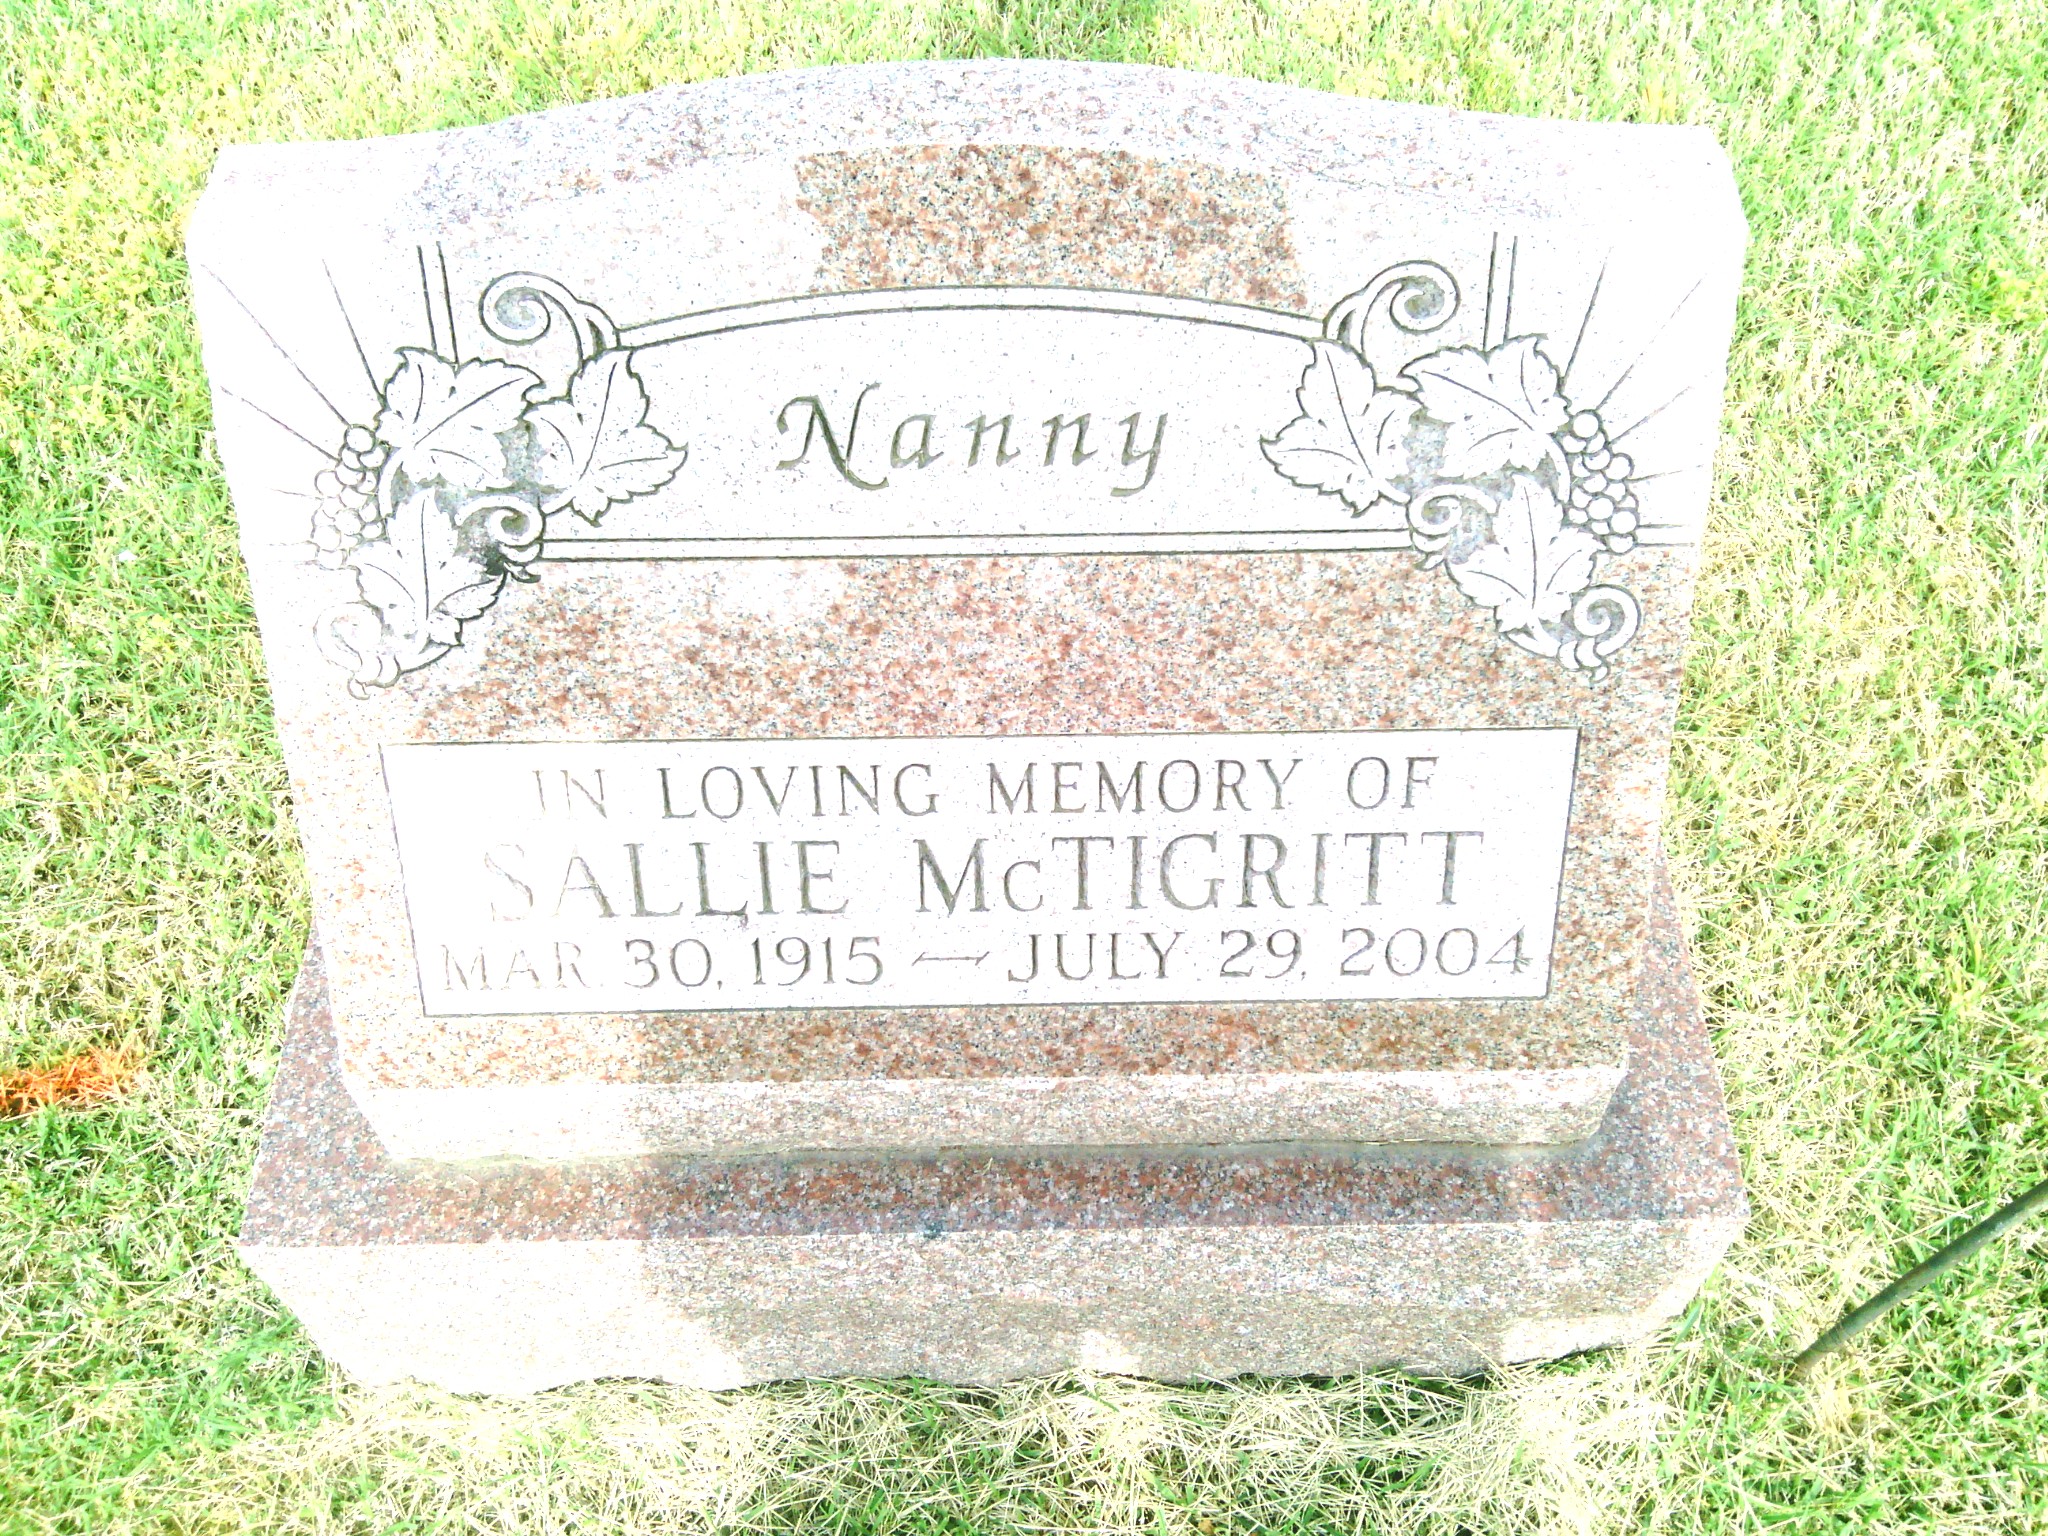 Nanny
IN LOVING MEMORY OF
SALLIE McTIGRITT
MAR. 30, 1915 — JULY 29, 2004